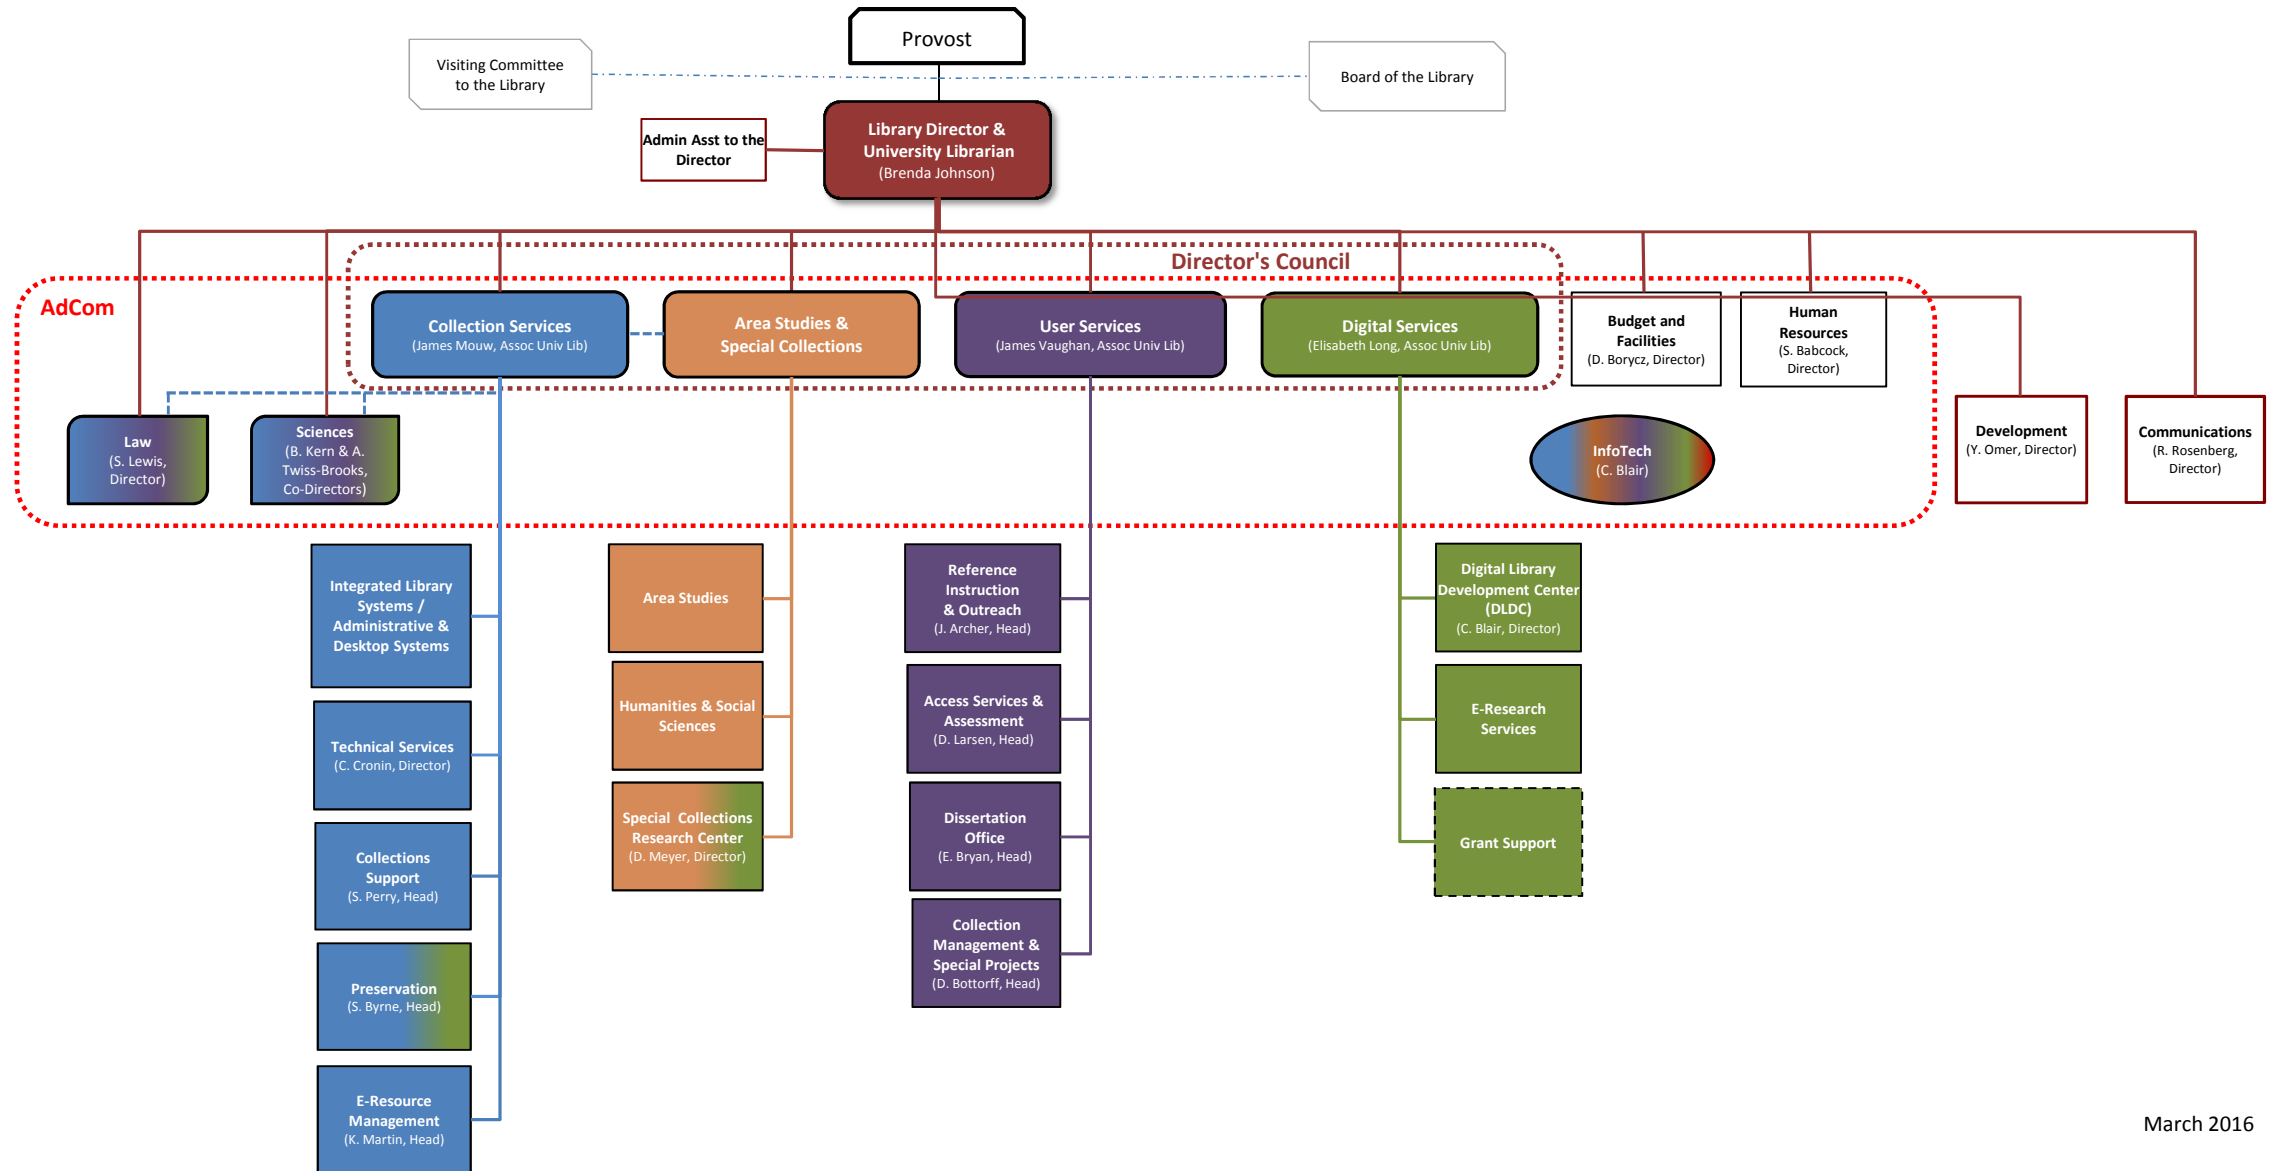 Provost
Visiting Committee
to the Library
Board of the Library
Library Director &
University Librarian
(Brenda Johnson)
Admin Asst to the
Director
Director's Council
AdCom
Collection Services
(James Mouw, Assoc Univ Lib)
Area Studies &
Special Collections
User Services
(James Vaughan, Assoc Univ Lib)
Digital Services
(Elisabeth Long, Assoc Univ Lib)
Budget and
Facilities
(D. Borycz, Director)
Human
Resources
(S. Babcock,
Director)
Law
(S. Lewis,
Director)
Sciences
(B. Kern & A.
Twiss-Brooks,
Co-Directors)
InfoTech
(C. Blair)
Development
(Y. Omer, Director)
Communications
(R. Rosenberg,
Director)
Integrated Library
Systems /
Administrative &
Desktop Systems
Technical Services
(C. Cronin, Director)
Collections
Support
(S. Perry, Head)
Preservation
(S. Byrne, Head)
E-Resource
Management
(K. Martin, Head)
Area Studies
Humanities & Social
Sciences
Special Collections
Research Center
(D. Meyer, Director)
Reference
Instruction
& Outreach
(J. Archer, Head)
Access Services &
Assessment
(D. Larsen, Head)
Dissertation
Office
(E. Bryan, Head)
Collection
Management &
Special Projects
(D. Bottorff, Head)
Digital Library
Development Center
(DLDC)
(C. Blair, Director)
E-Research
Services
Grant Support
March 2016